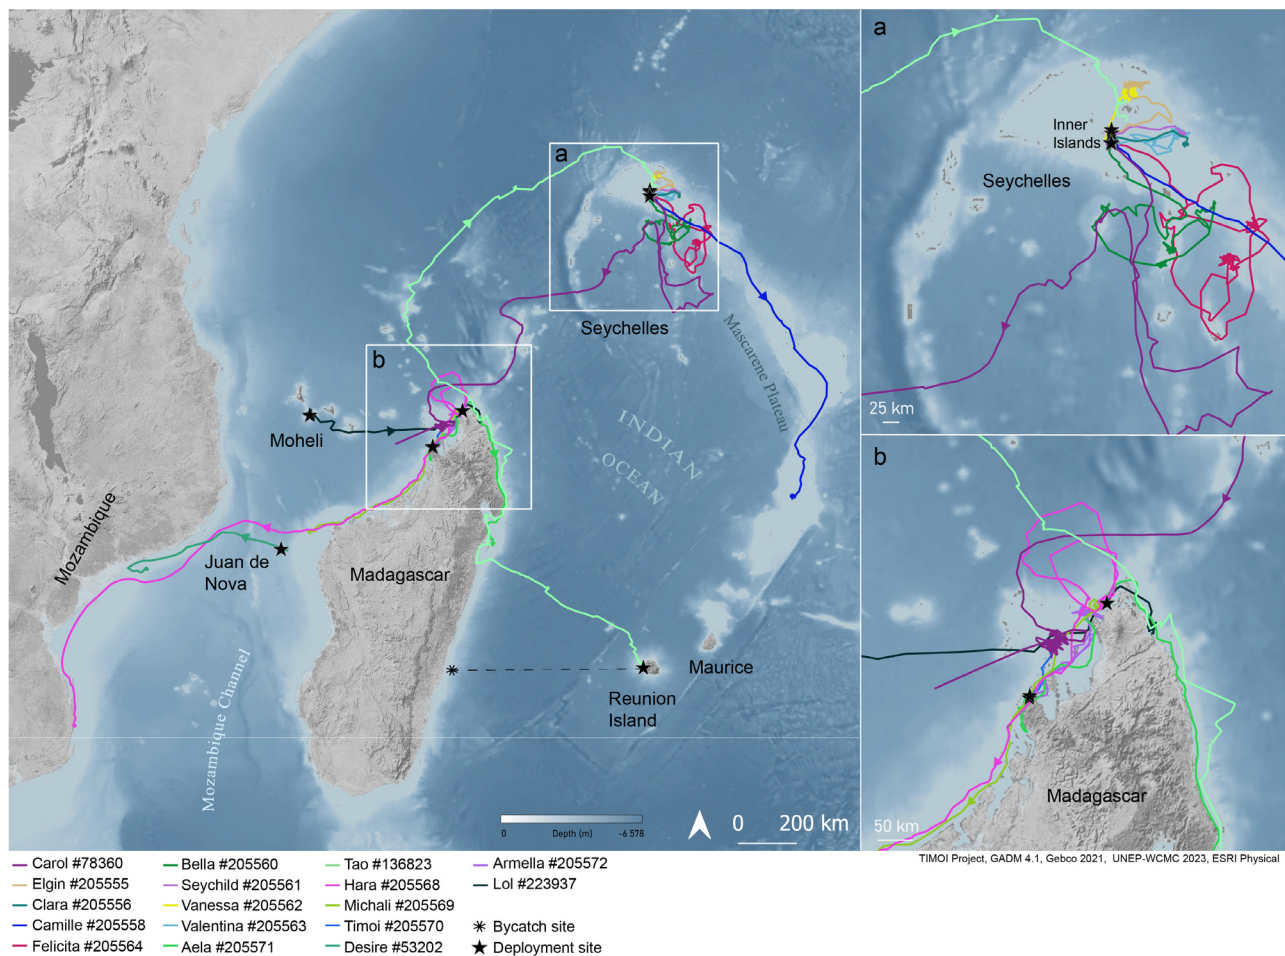 a
Seychelles
b
Moheli
Mozambique
Juan de
Nova
Madagascar
Mozambique Channel
INDIAN
OCEAN
Mascarene Plateau
Maurice
Reunion
Island
0
Depth (m)
-6 578
0 200 km
a
Inner
Islands
Seychelles
25 km
b
Madagascar
50 km
TIMOI Project, GADM 4.1, Gebco 2021, UNEP-WCMC 2023, ESRI Physical
Carol #78360
Elgin #205555
Clara #205556
Camille #205558
Felicita #205564
Bella #205560
Seychild #205561
Vanessa #205562
Valentina #205563
Aela #205571
Tao #136823
Hara #205568
Michali #205569
Timoi #205570
Desire #53202
Armella #205572
Lol #223937
Bycatch site
Deployment site